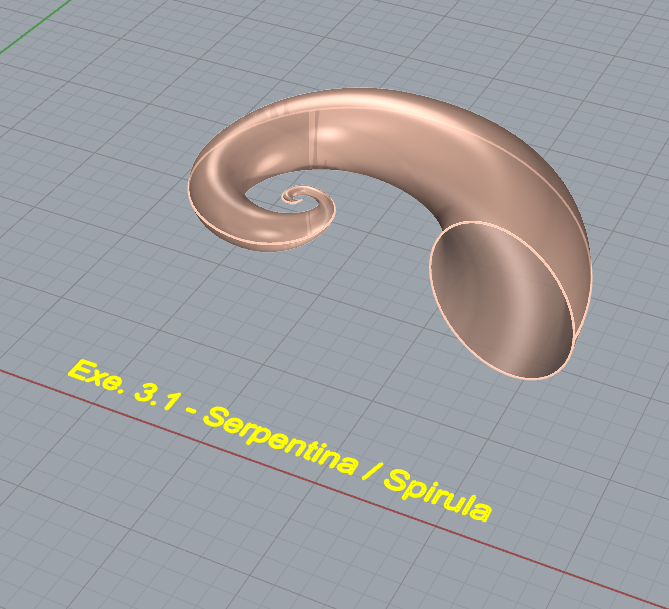 Exe. 3.1 - Serpentina / Spirula